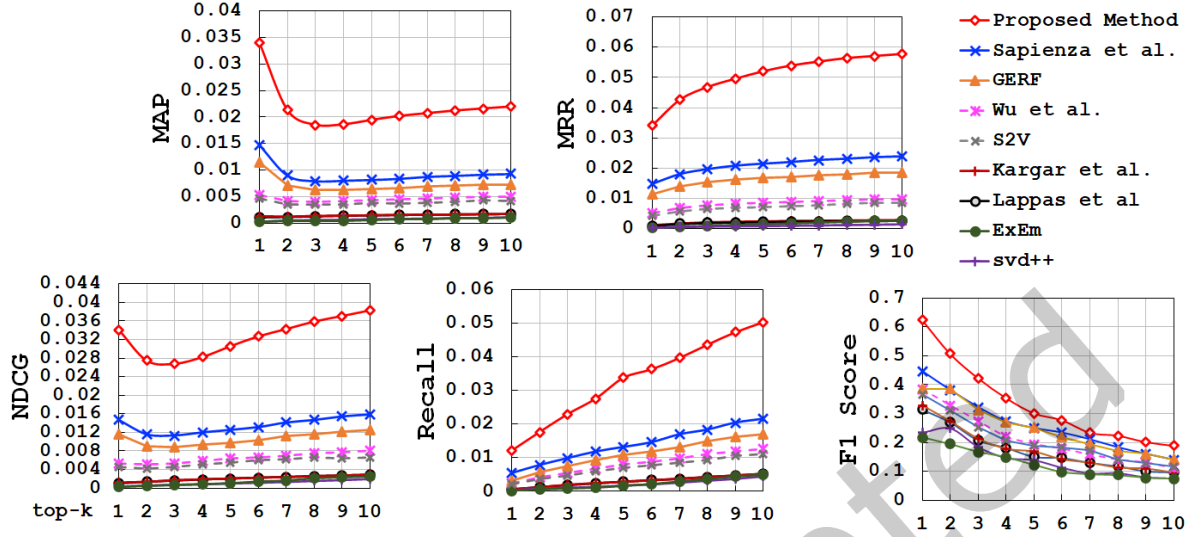 MAP
0.04
0.035
0.03
0.025
0.02
0.015
0.01
0.005
0
1 2 3 4 5 6 7 8 9 10
MRR
0.07
0.06
0.05
0.04
0.03
0.02
0.01
0
1 2 3 4 5 6 7 8 9 10
Proposed Method
Sapienza et al.
GERF
Wu et al.
S2V
Kargar et al.
Lappas et al
ExEm
svd++
NDCG
0.044
0.04
0.036
0.032
0.028
0.024
0.02
0.016
0.012
0.008
0.004
0
top-k 1 2 3 4 5 6 7 8 9 10
Recall
0.06
0.05
0.04
0.03
0.02
0.01
0
1 2 3 4 5 6 7 8 9 10
F1 Score
0.7
0.6
0.5
0.4
0.3
0.2
0.1
0
1 2 3 4 5 6 7 8 9 10